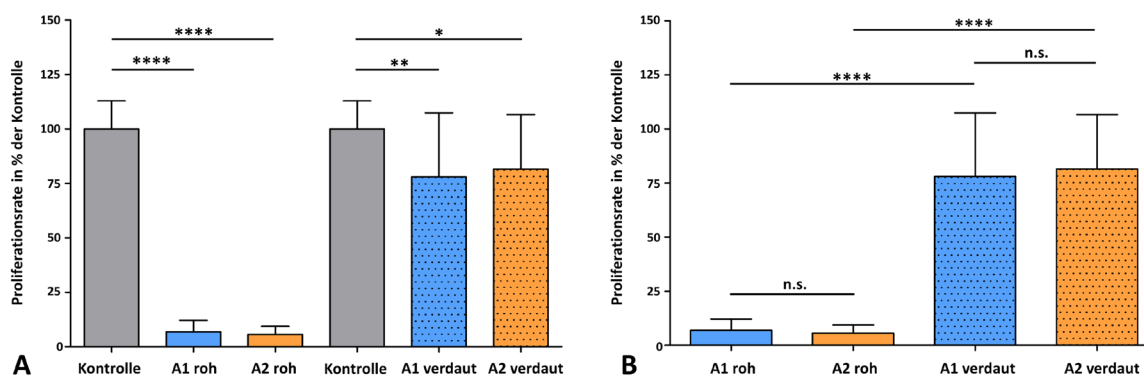 150
125
100
75
50
25
0
Proliferationsrate in % der Kontrolle
****
****
*
**
Kontrolle A1 roh A2 roh Kontrolle A1 verdaut A2 verdaut
A
150
125
100
75
50
25
0
Proliferationsrate in % der Kontrolle
****
n.s.
****
n.s.
A1 roh A2 roh A1 verdaut A2 verdaut
B